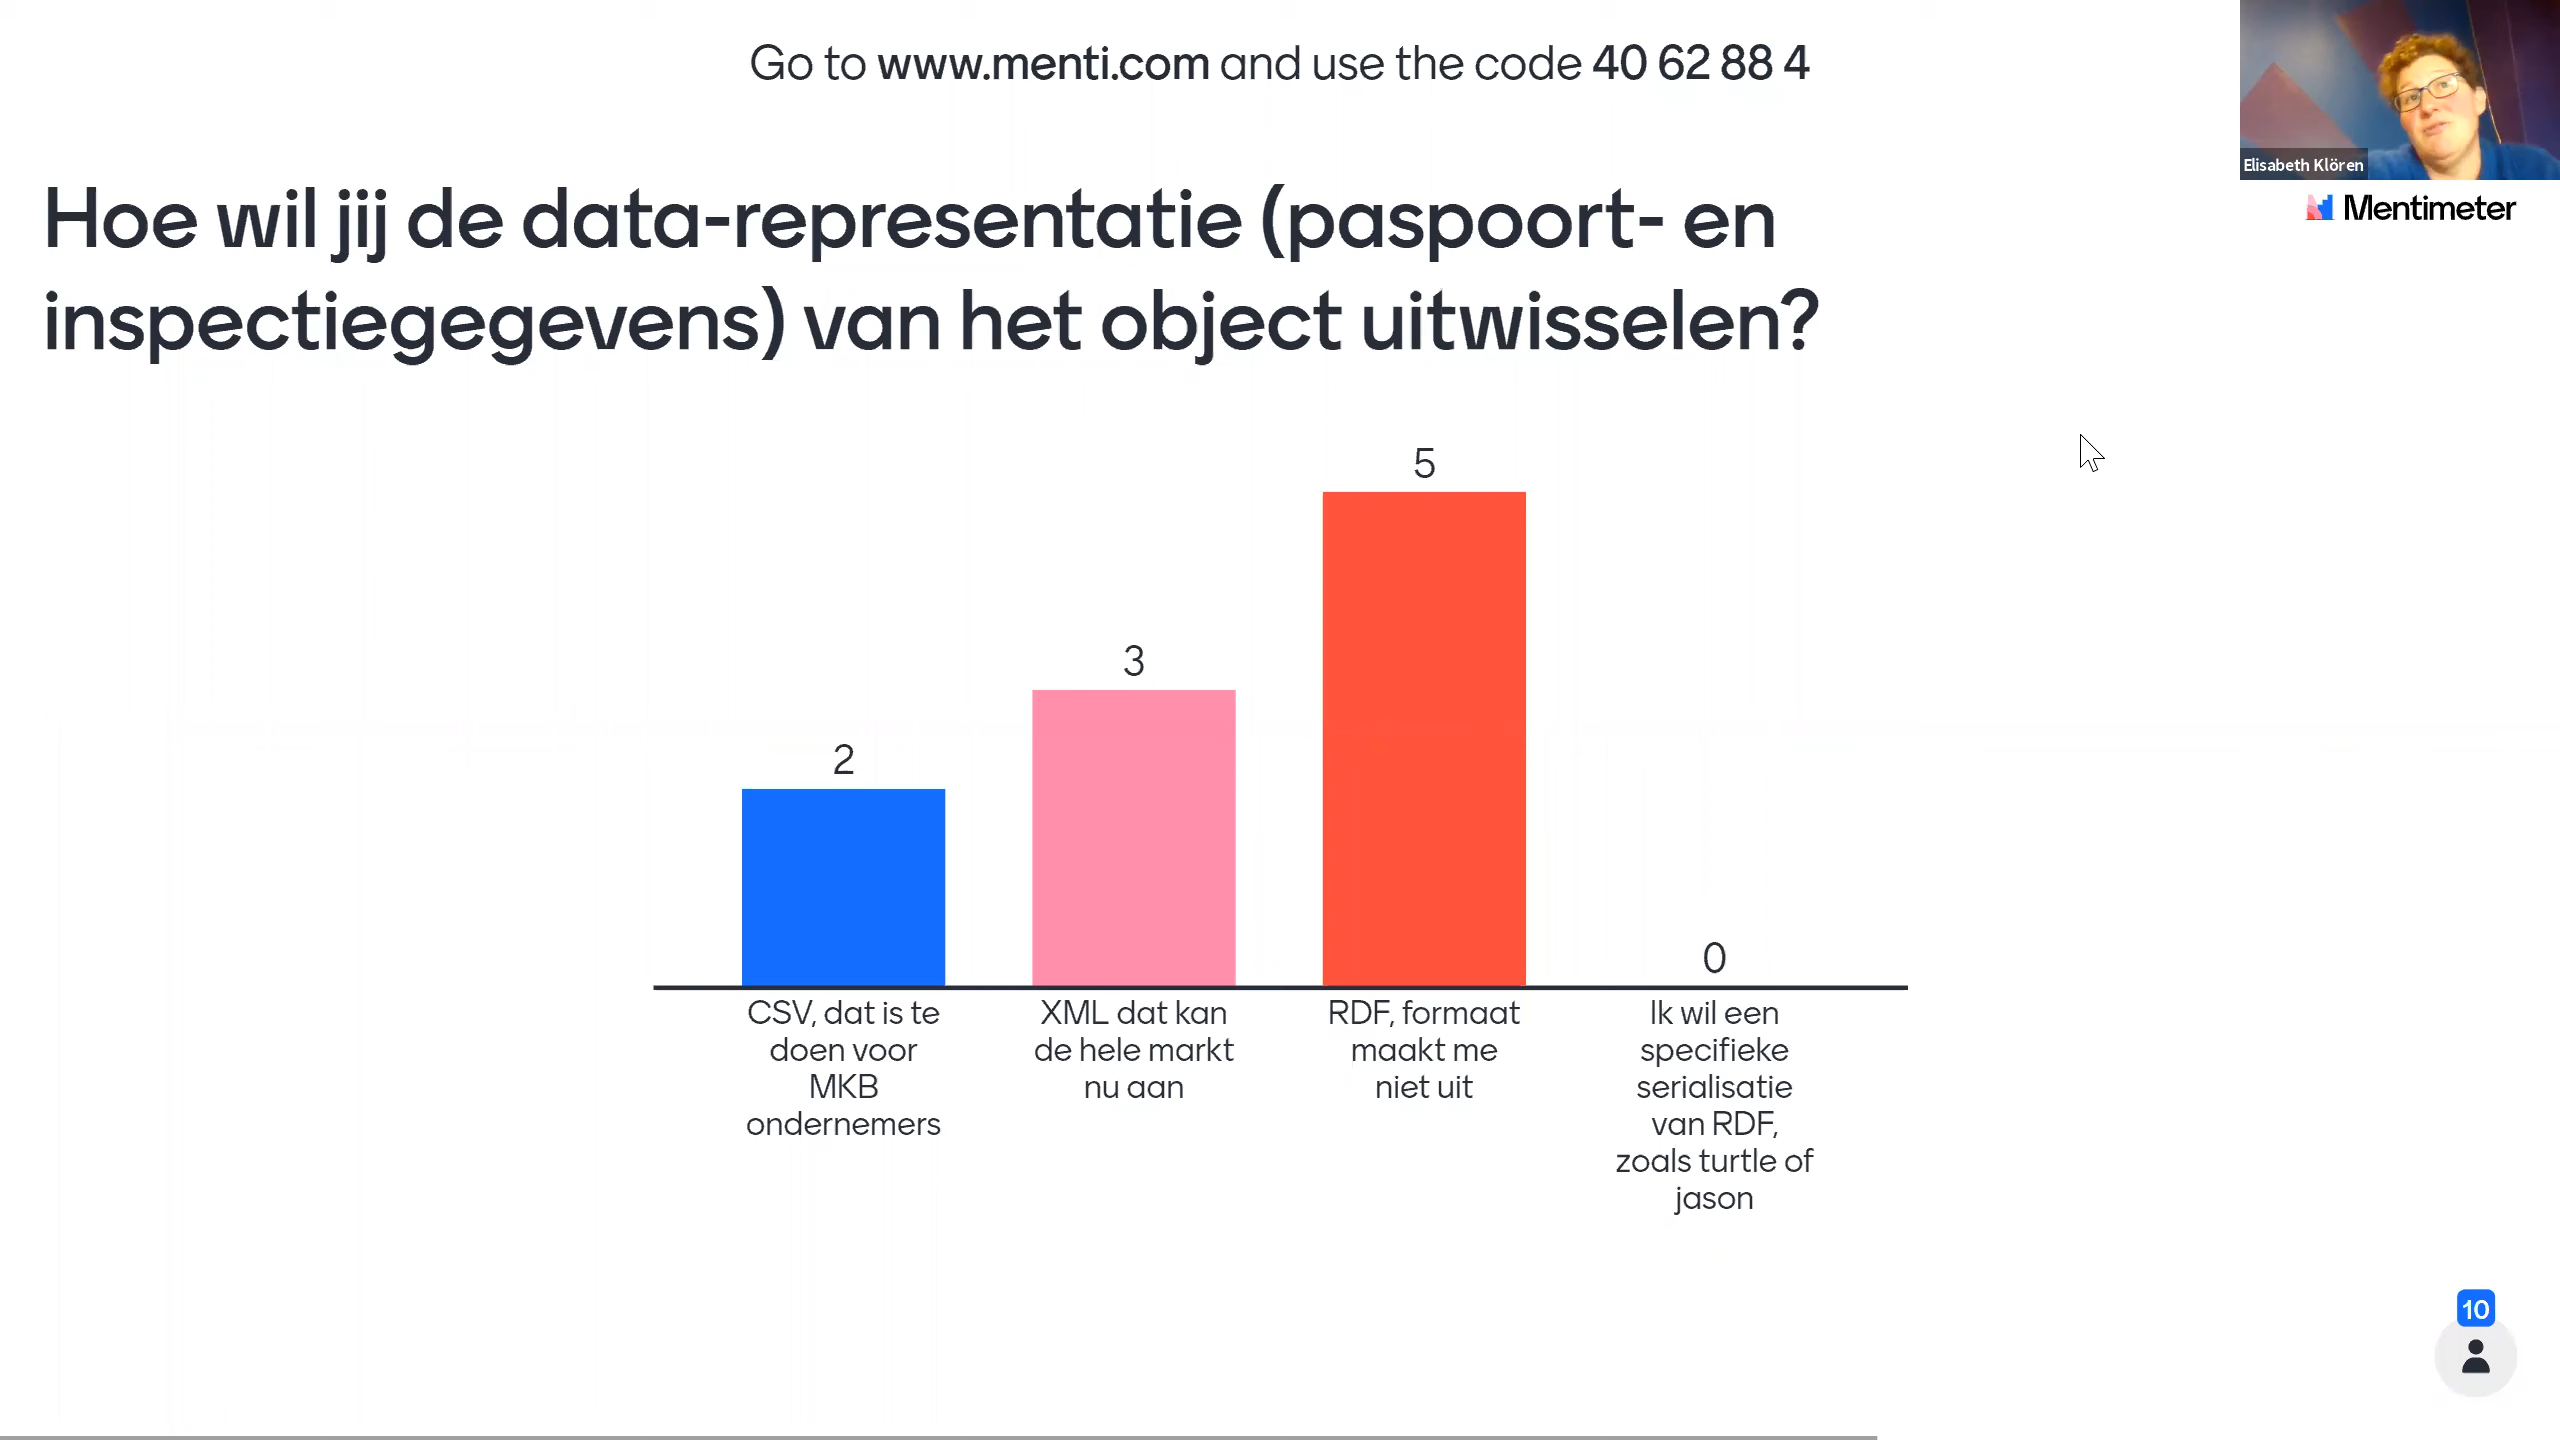 Go to www.menti.com and use the code 40 62 88 4
Elisabeth Klören
Mentimeter
Hoe wil jij de data-representatie (paspoort- en
inspectiegegevens) van het object uitwisselen?
2
3
5
0
CSV, dat is te
doen voor
MKB
ondernemers
XML dat kan
de hele markt
nu aan
RDF, formaat
maakt me
niet uit
Ik wil een
specifieke
serialisatie
van RDF,
zoals turtle of
jason
10